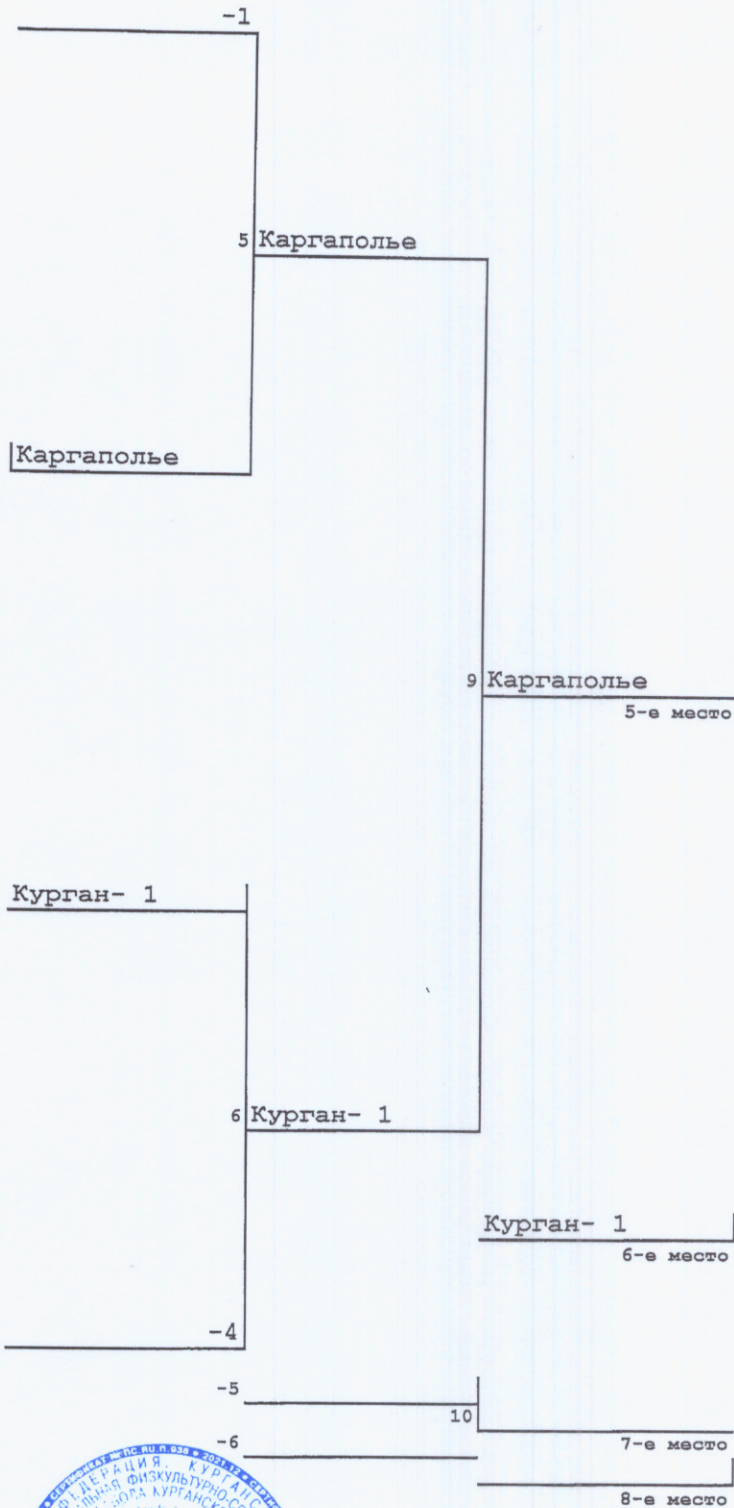 -1
5 Каргаполье
Каргаполье
9 Каргаполье
5-е место
Курган- 1
6 Курган- 1
Курган- 1
6-е место
-4
-5
10
7-е место
-6
8-е место
КУРГАНСК